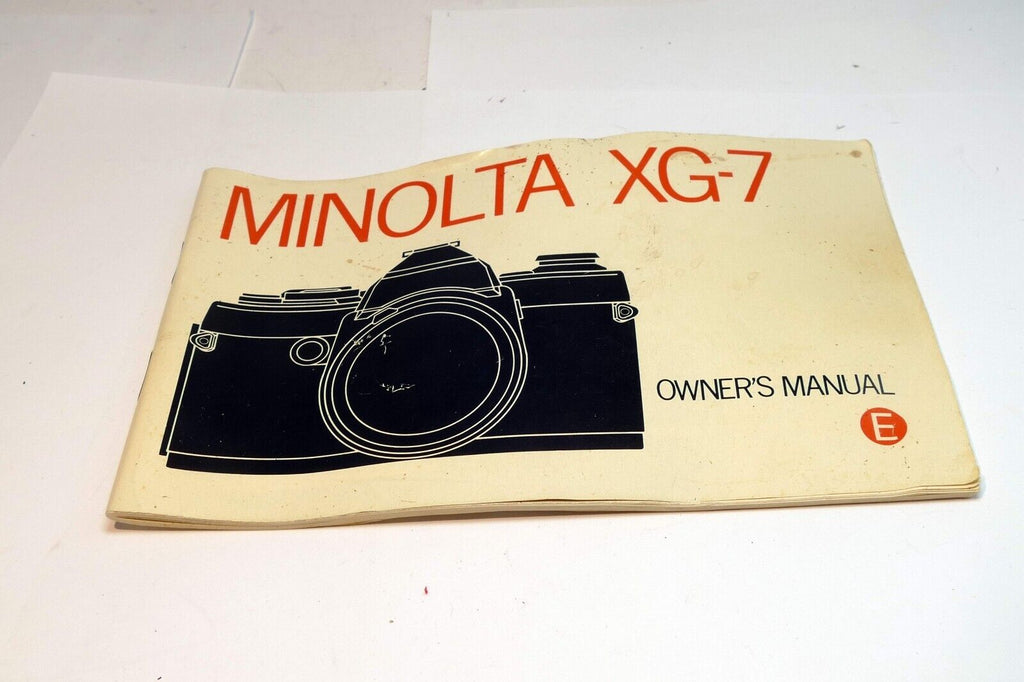 MINOLTA XG-7
OWNER'S MANUAL
E